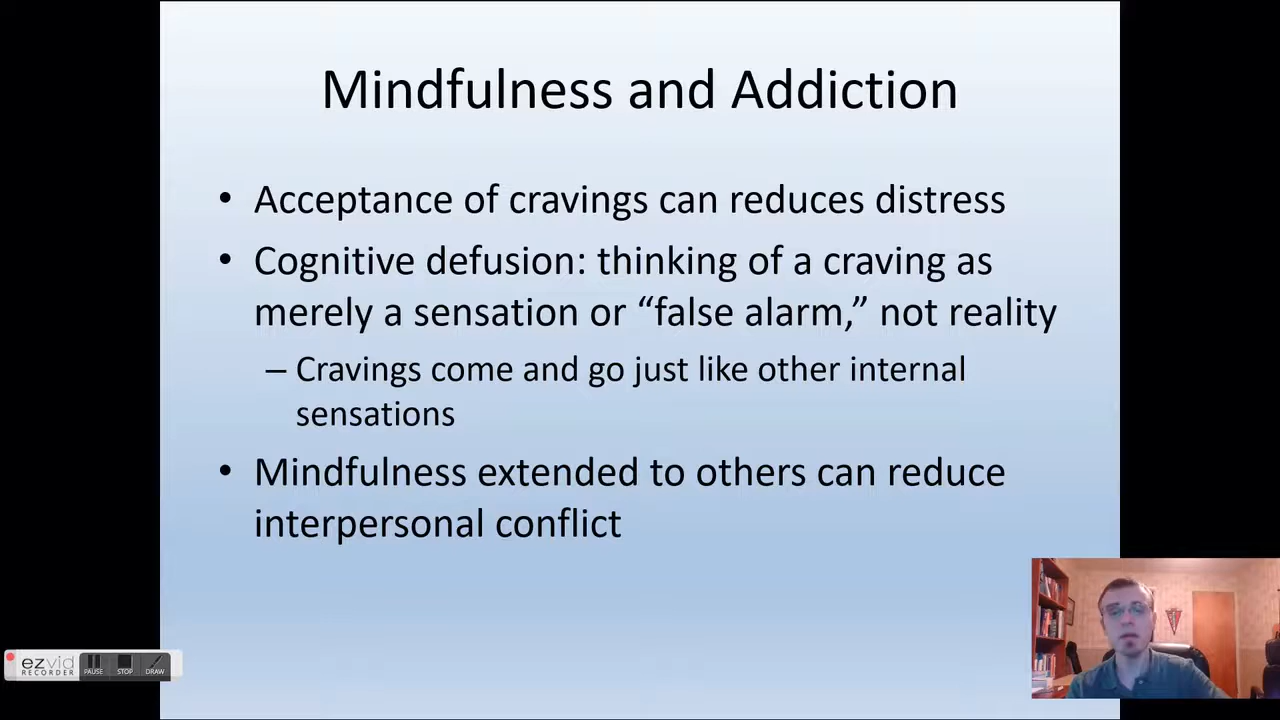 Mindfulness and Addiction
• Acceptance of cravings can reduces distress
• Cognitive defusion: thinking of a craving as
merely a sensation or “false alarm,” not reality
– Cravings come and go just like other internal
sensations
• Mindfulness extended to others can reduce
interpersonal conflict
ezvid
RECORDER
PAUSE STOP DRAW